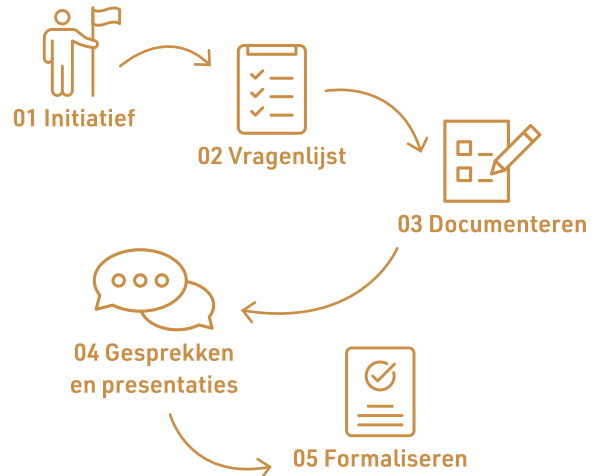 01 Initiatief
02 Vragenlijst
03 Documenteren
04 Gesprekken
en presentaties
05 Formaliseren